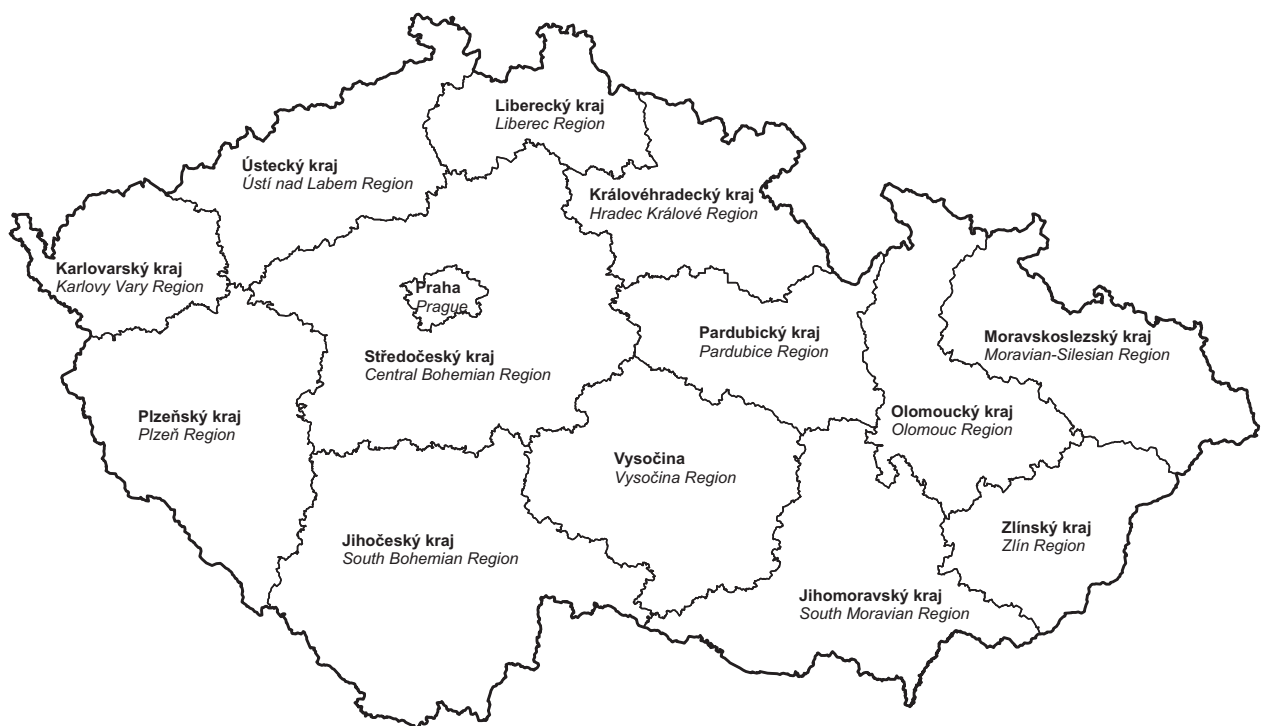 Liberecký kraj
Liberec Region
Ústecký kraj
Ústí nad Labem Region
Královéhradecký kraj
Hradec Králové Region
Karlovarský kraj
Karlovy Vary Region
Praha
Prague
Pardubický kraj
Pardubice Region
Moravskoslezský kraj
Moravian-Silesian Region
Středočeský kraj
Central Bohemian Region
Plzeňský kraj
Plzeň Region
Olomoucký kraj
Olomouc Region
Vysočina
Vysočina Region
Zlínský kraj
Zlín Region
Jihočeský kraj
South Bohemian Region
Jihomoravský kraj
South Moravian Region